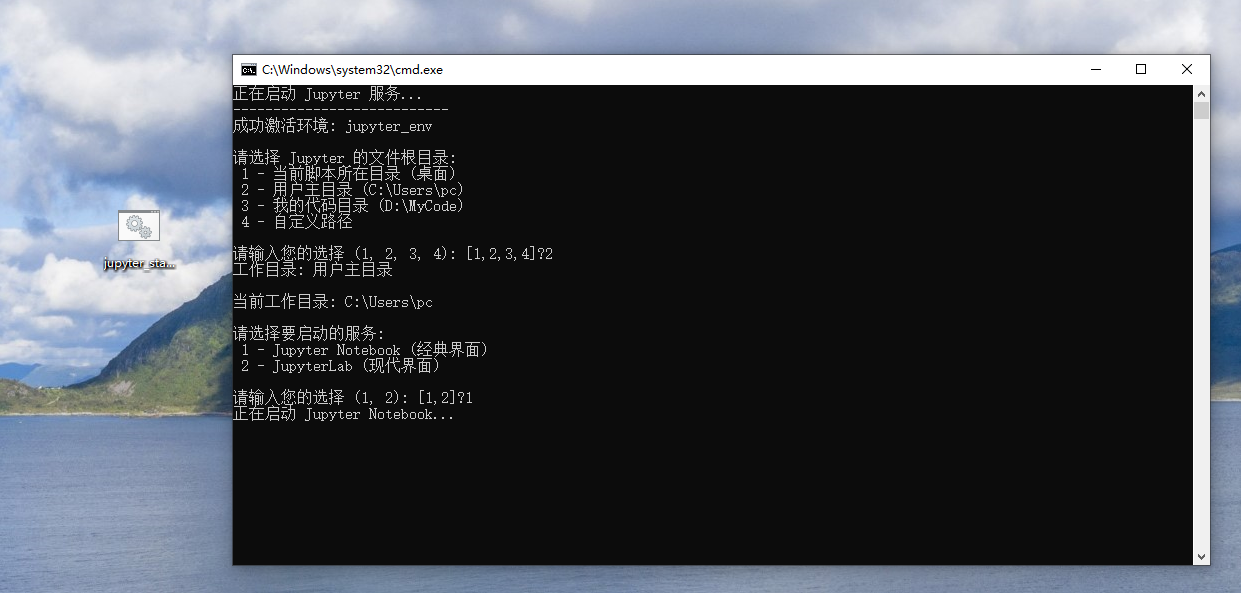 C:\Windows\system32\cmd.exe
正在启动 Jupyter 服务...
---------------------------
成功激活环境: jupyter_env
请选择 Jupyter 的文件根目录:
1 - 当前脚本所在目录 (桌面)
2 - 用户主目录 (C:\Users\pc)
3 - 我的代码目录 (D:\MyCode)
4 - 自定义路径
请输入您的选择 (1, 2, 3, 4): [1,2,3,4]?2
工作目录: 用户主目录
当前工作目录: C:\Users\pc
请选择要启动的服务:
1 - Jupyter Notebook (经典界面)
2 - JupyterLab (现代界面)
请输入您的选择 (1, 2): [1,2]?1
正在启动 Jupyter Notebook...
jupyter_sta...